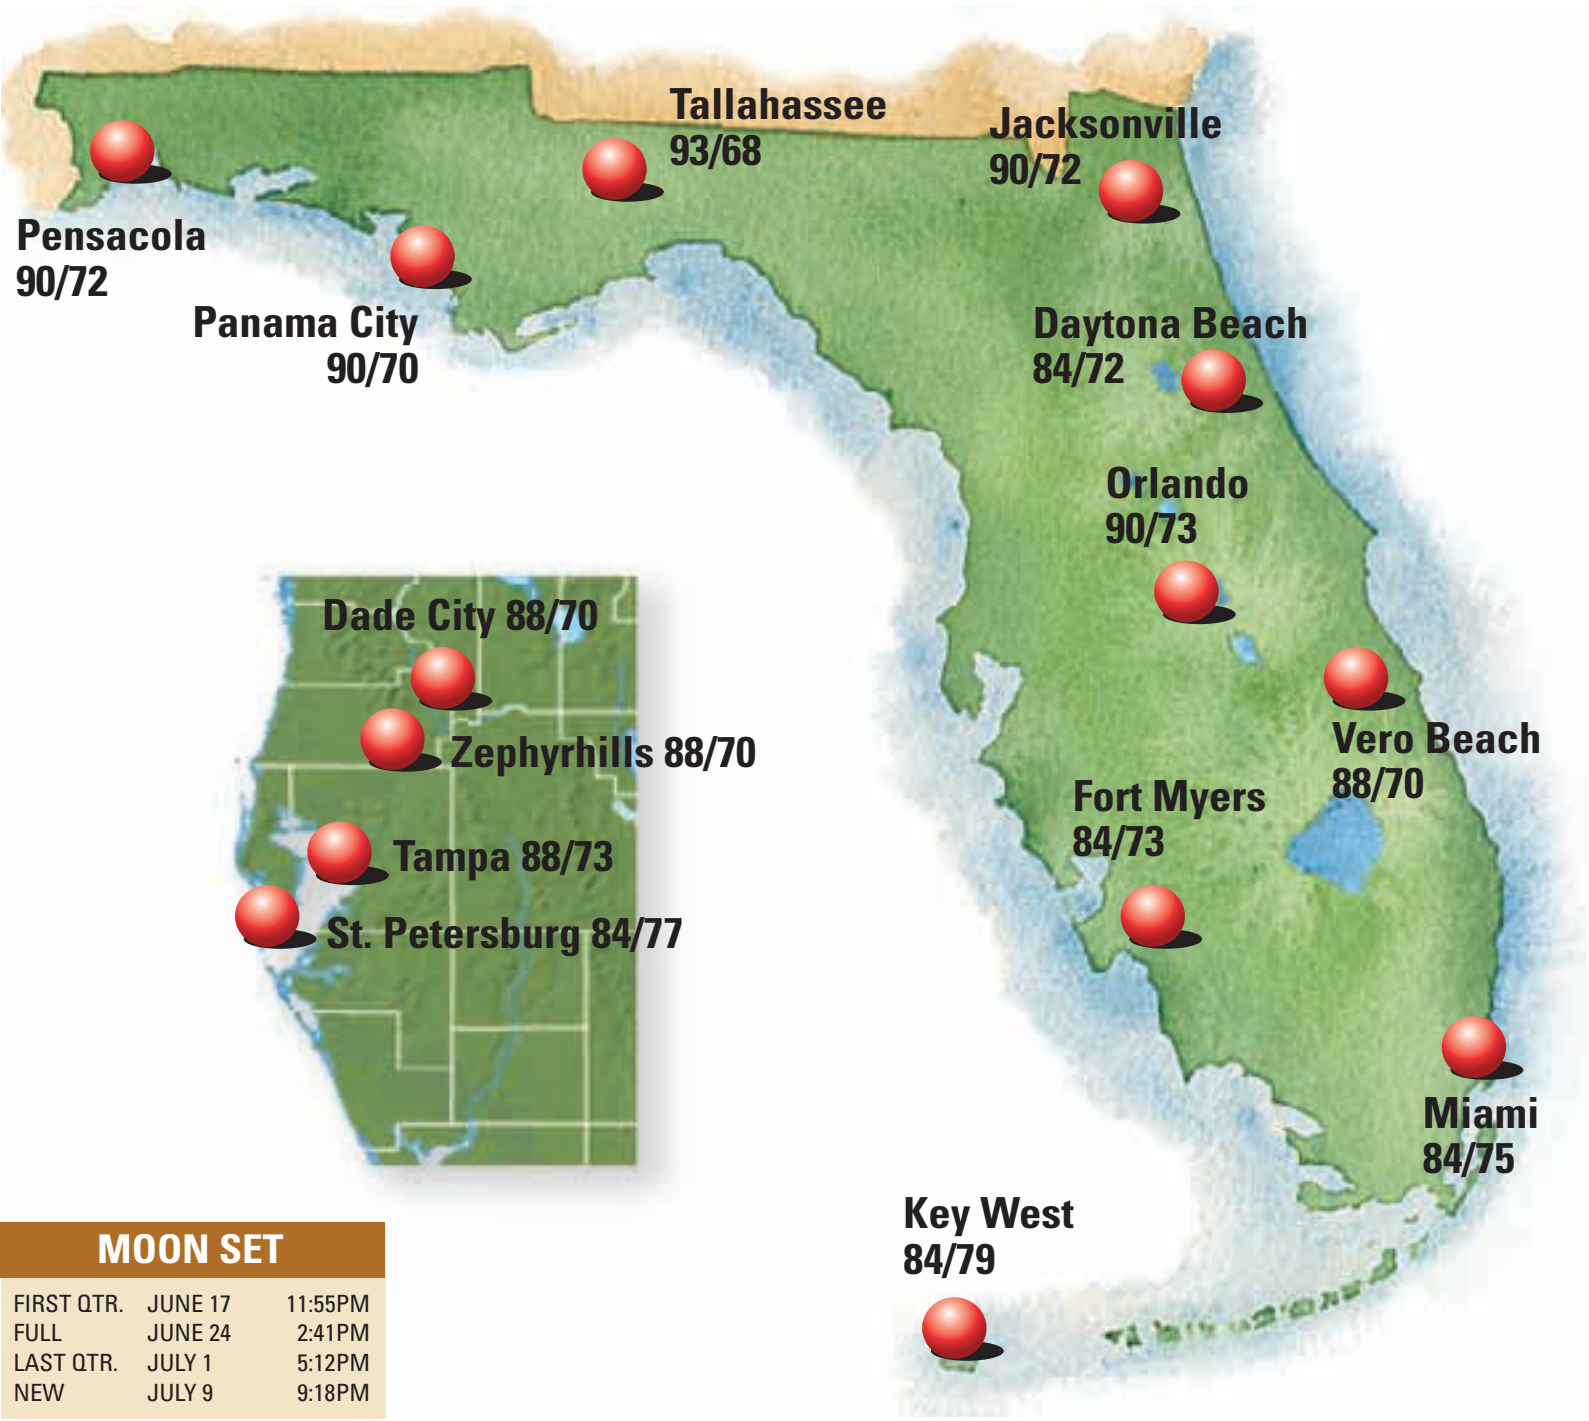 Tallahassee
93/68
Jacksonville
90/72
Pensacola
90/72
Panama City
90/70
Daytona Beach
84/72
Orlando
90/73
Dade City 88/70
Zephyrhills 88/70
Tampa 88/73
St. Petersburg 84/77
Vero Beach
88/70
Fort Myers
84/73
Miami
84/75
Key West
84/79
MOON SET
FIRST QTR. JUNE 17 11:55PM
FULL JUNE 24 2:41PM
LAST QTR. JULY 1 5:12PM
NEW JULY 9 9:18PM